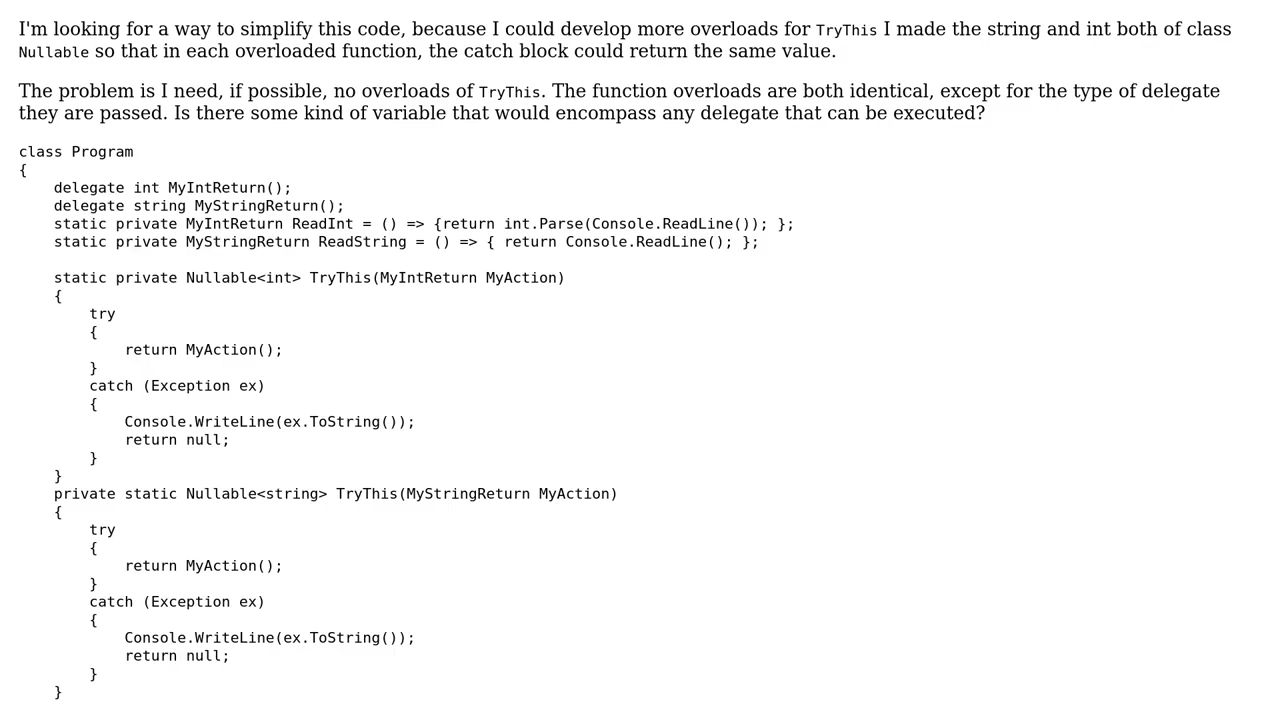 I'm looking for a way to simplify this code, because I could develop more overloads for TryThis I made the string and int both of class
Nullable so that in each overloaded function, the catch block could return the same value.
The problem is I need, if possible, no overloads of TryThis. The function overloads are both identical, except for the type of delegate
they are passed. Is there some kind of variable that would encompass any delegate that can be executed?
class Program
{
    delegate int MyIntReturn();
    delegate string MyStringReturn();
    static private MyIntReturn ReadInt = () => {return int.Parse(Console.ReadLine()); };
    static private MyStringReturn ReadString = () => { return Console.ReadLine(); };
    static private Nullable<int> TryThis(MyIntReturn MyAction)
    {
        try
        {
            return MyAction();
        }
        catch (Exception ex)
        {
            Console.WriteLine(ex.ToString());
            return null;
        }
    }
    private static Nullable<string> TryThis(MyStringReturn MyAction)
    {
        try
        {
            return MyAction();
        }
        catch (Exception ex)
        {
            Console.WriteLine(ex.ToString());
            return null;
        }
    }